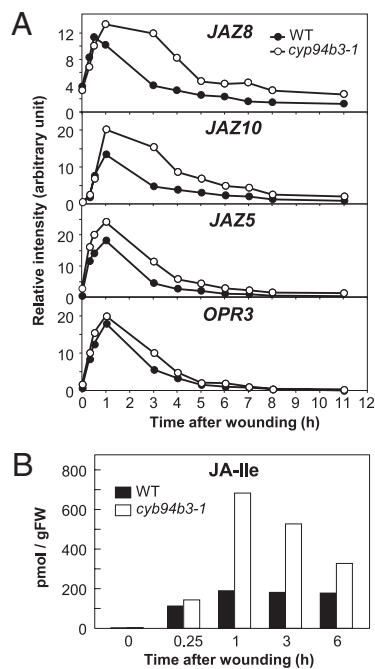 A
JAZ8
WT
cyp94b3-1
12
8
4
0
JAZ10
20
10
0
Relative intensity (arbitrary unit)
JAZ5
20
10
0
OPR3
20
10
0
0 1 2 3 4 5 6 7 8 9 10 11 12
Time after wounding (h)
B
JA-Ile
WT
cyb94b3-1
800
600
400
200
0
pmol / gFW
0 0,25 1 3 6
Time after wounding (h)